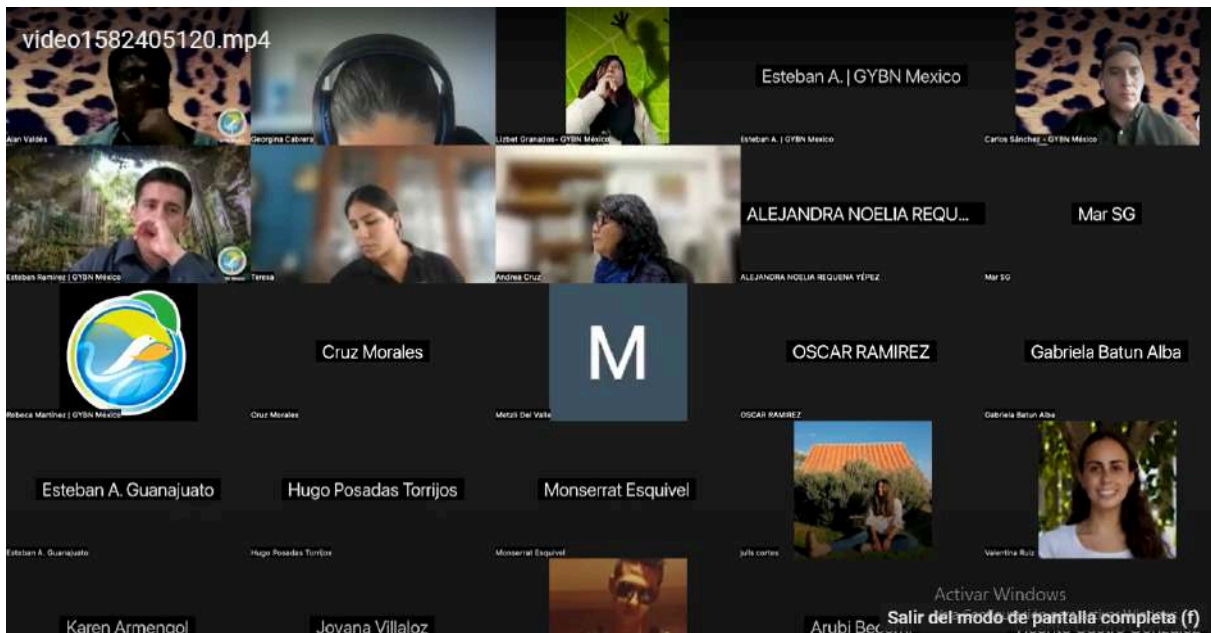 video1582405120.mp4
Alan Valdés
Georgina Cabrera
Lizbet Granados- GYBN México
Esteban A. | GYBN Mexico
Esteban A. | GYBN Mexico
Carlos Sánchez - GYBN México
Esteban Ramirez | GYBN México
Teresa
Andrea Cruz
ALEJANDRA NOELIA REQU...
ALEJANDRA NOELIA REQUENA YÉPEZ
Mar SG
Mar SG
Rebeca Martínez | GYBN México
Cruz Morales
Cruz Morales
M
Metzli Del Valle
OSCAR RAMIREZ
OSCAR RAMIREZ
Gabriela Batun Alba
Gabriela Batun Alba
Esteban A. Guanajuato
Esteban A. Guanajuato
Hugo Posadas Torrijos
Hugo Posadas Torrijos
Monserrat Esquivel
Monserrat Esquivel
julis cortes
Valentina Ruiz
Karen Armengol
Jovana Villaloz
Arubi
Activar Windows
Salir del modo de pantalla completa (f)